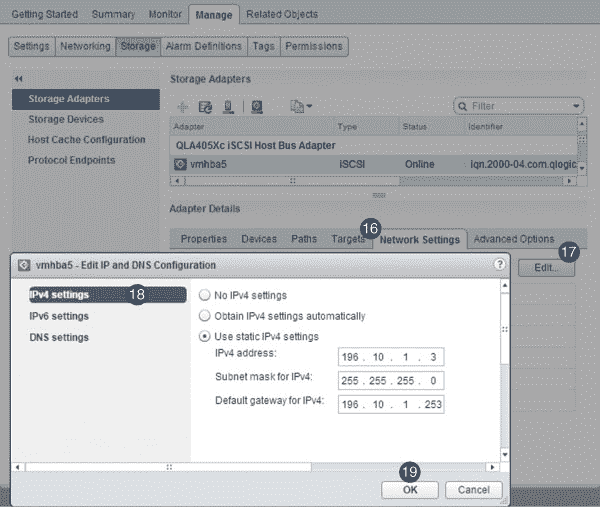 Getting Started Summary Monitor Manage Related Objects
Settings Networking Storage Alarm Definitions Tags Permissions
Storage Adapters
Storage Devices
Host Cache Configuration
Protocol Endpoints
Storage Adapters
Filter
Adapter Type Status Identifier
QLA405Xc iSCSI Host Bus Adapter
vmhba5 iSCSI Online iqn.2000-04.com.qlogic
Adapter Details
16
Properties Devices Paths Targets Network Settings Advanced Options
17
Edit...
vmhba5 - Edit IP and DNS Configuration
IPv4 settings 18
IPv6 settings
DNS settings
No IPv4 settings
Obtain IPv4 settings automatically
Use static IPv4 settings
IPv4 address: 196 . 10 . 1 . 3
Subnet mask for IPv4: 255 . 255 . 255 . 0
Default gateway for IPv4: 196 . 10 . 1 . 253
19
OK Cancel